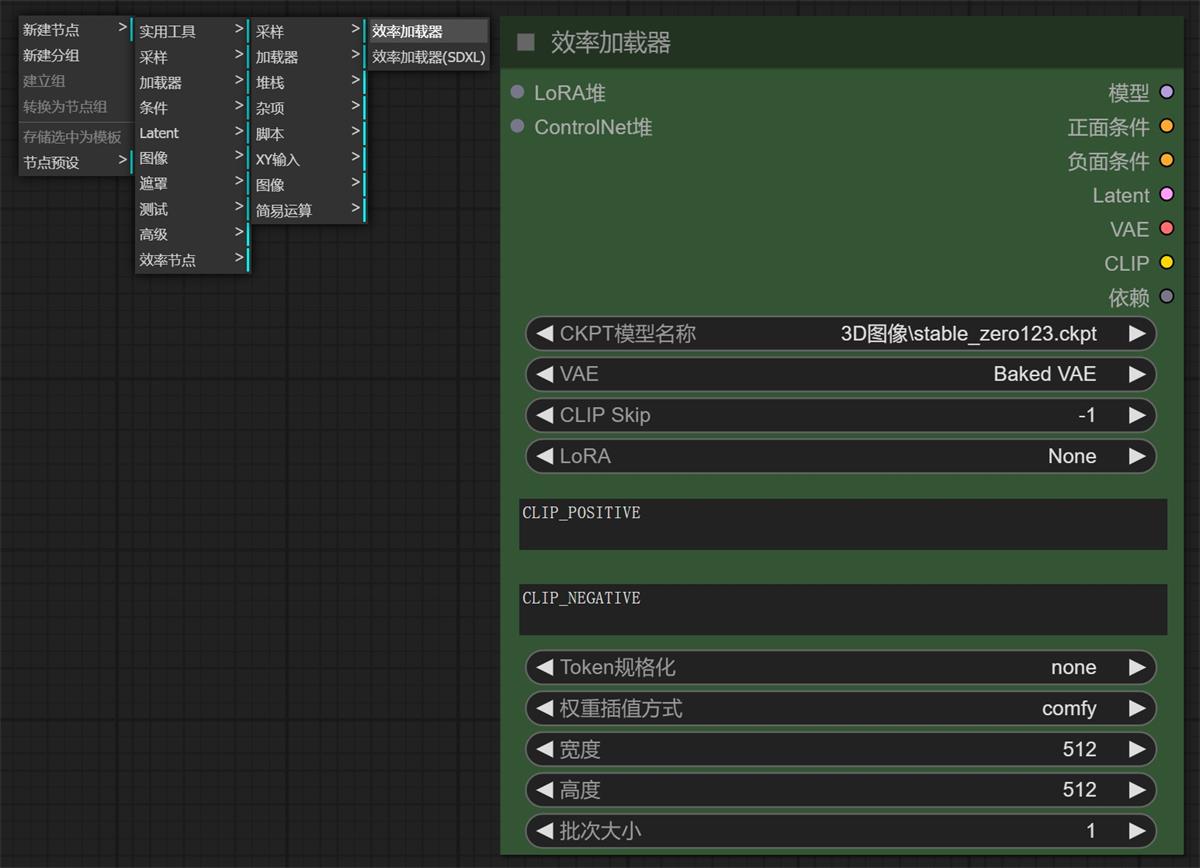 新建节点 >
新建分组
建立组
转换为节点组
存储选中为模板
节点预设 >
实用工具 >
采样 >
加载器 >
条件 >
Latent >
图像 >
遮罩 >
测试 >
高级 >
效率节点 >
采样 >
加载器 >
堆栈 >
杂项 >
脚本 >
XY输入 >
图像 >
简易运算 >
效率加载器
效率加载器(SDXL)
效率加载器
LoRA堆 模型
ControlNet堆 正面条件
负面条件
Latent
VAE
CLIP
依赖
CKPT模型名称 3D图像\stable_zero123.ckpt
VAE Baked VAE
CLIP Skip -1
LoRA None
CLIP_POSITIVE
CLIP_NEGATIVE
Token规格化 none
权重插值方式 comfy
宽度 512
高度 512
批次大小 1